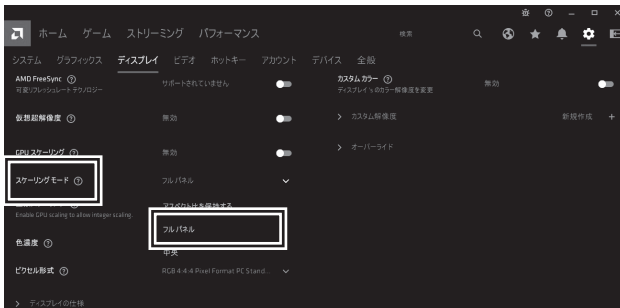 ホーム ゲーム ストリーミング パフォーマンス 検索
システム グラフィックス ディスプレイ ビデオ ホットキー アカウント デバイス 全般
AMD FreeSync
可変リフレッシュレート テクノロジー
サポートされていません
カスタム カラー
ディスプレイ 's のカラー解像度を変更
無効
仮想超解像度 無効
カスタム解像度 新規作成 +
GPU スケーリング 無効
オーバーライド
スケーリング モード フル パネル
アスペクト比を保持する
Enable GPU scaling to allow integer scaling.
フル パネル
色濃度
中央
ピクセル形式 RGB 4:4:4 Pixel Format PC Stand...
ディスプレイの仕様